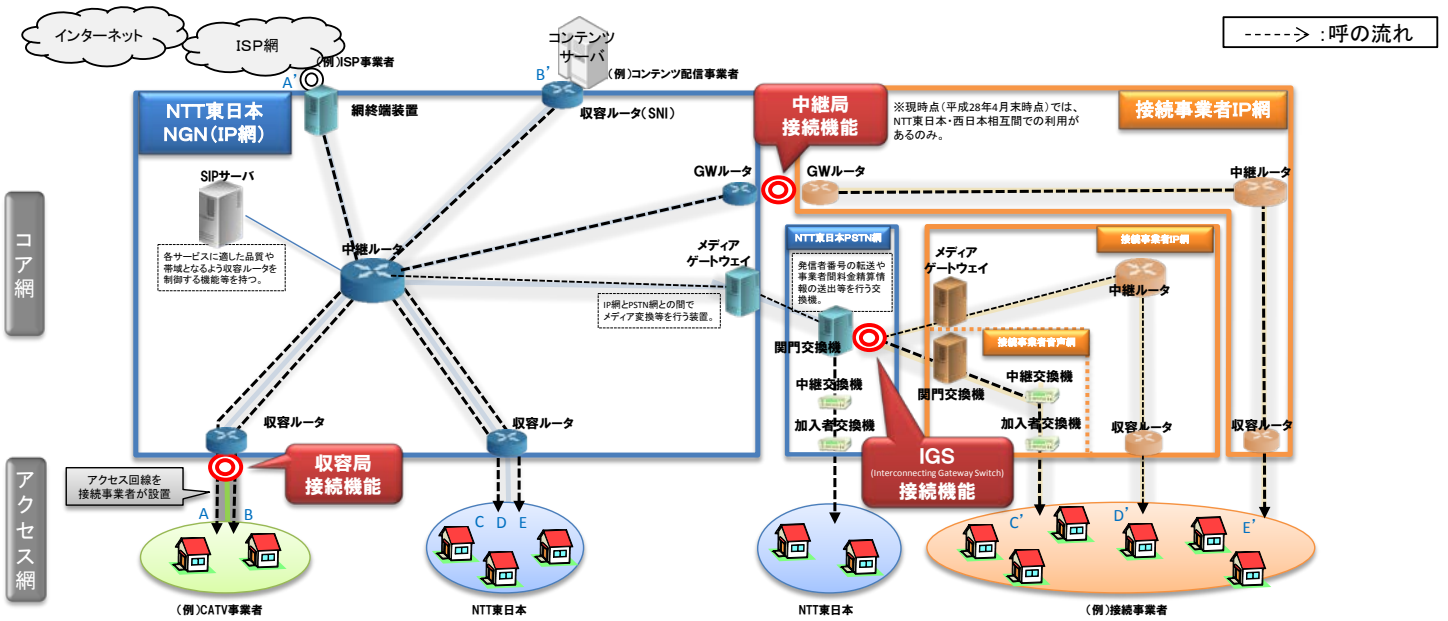 インターネット
ISP網
(例)ISP事業者
A'
コンテンツ
サーバ
B'
(例)コンテンツ配信事業者
-----> :呼の流れ
NTT東日本
NGN(IP網)
網終端装置
収容ルータ(SNI)
中継局
接続機能
※現時点(平成28年4月末時点)では、
NTT東日本・西日本相互間での利用が
あるのみ。
接続事業者IP網
SIPサーバ
GWルータ
GWルータ
中継ルータ
コア網
各サービスに適した品質や
帯域となるよう収容ルータを
制御する機能等を持つ。
中継ルータ
メディア
ゲートウェイ
IP網とPSTN網との間で
メディア変換等を行う装置。
NTT東日本PSTN網
発信者番号の転送や
事業者間料金精算情
報の送出等を行う交
換機。
関門交換機
中継交換機
加入者交換機
接続事業者IP網
メディア
ゲートウェイ
中継ルータ
接続事業者音声網
関門交換機
中継交換機
加入者交換機
収容ルータ
収容ルータ
収容ルータ
収容ルータ
収容局
接続機能
IGS
(Interconnecting Gateway Switch)
接続機能
アクセス網
アクセス回線を
接続事業者が設置
A
B
C D E
C'
D'
E'
(例)CATV事業者
NTT東日本
NTT東日本
(例)接続事業者